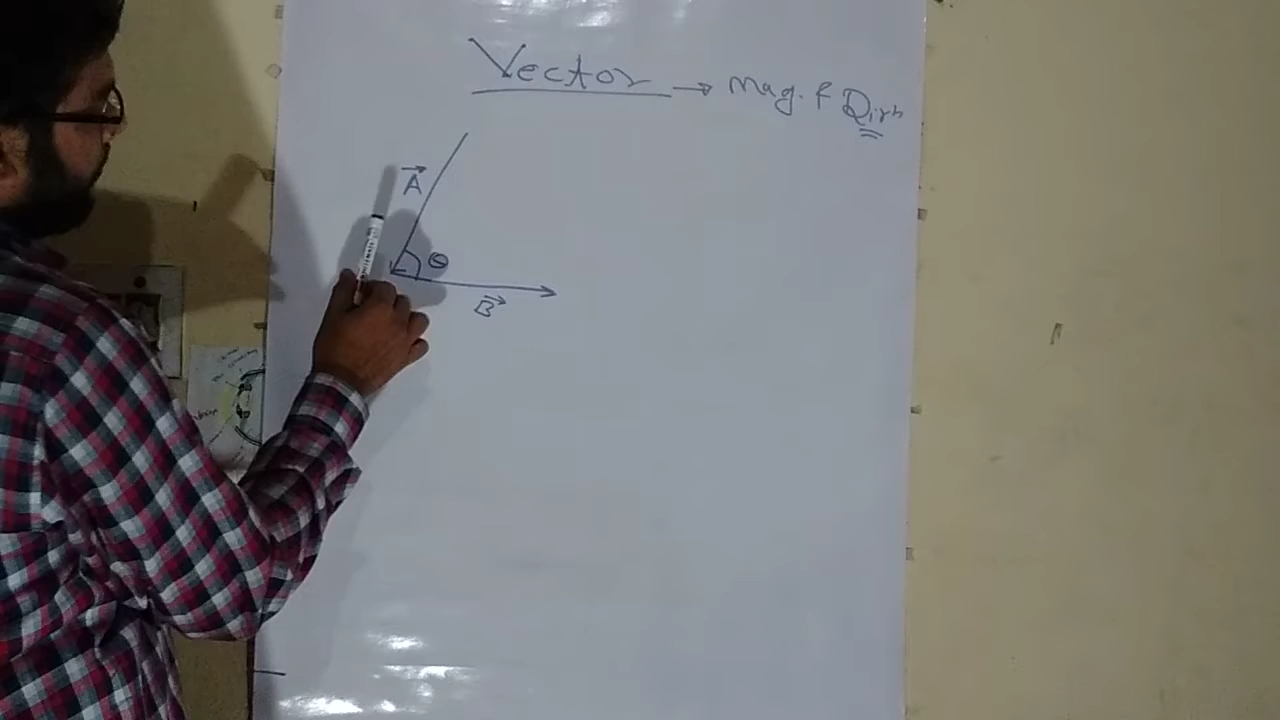 Vector → Mag. & Dirn
A
θ
B